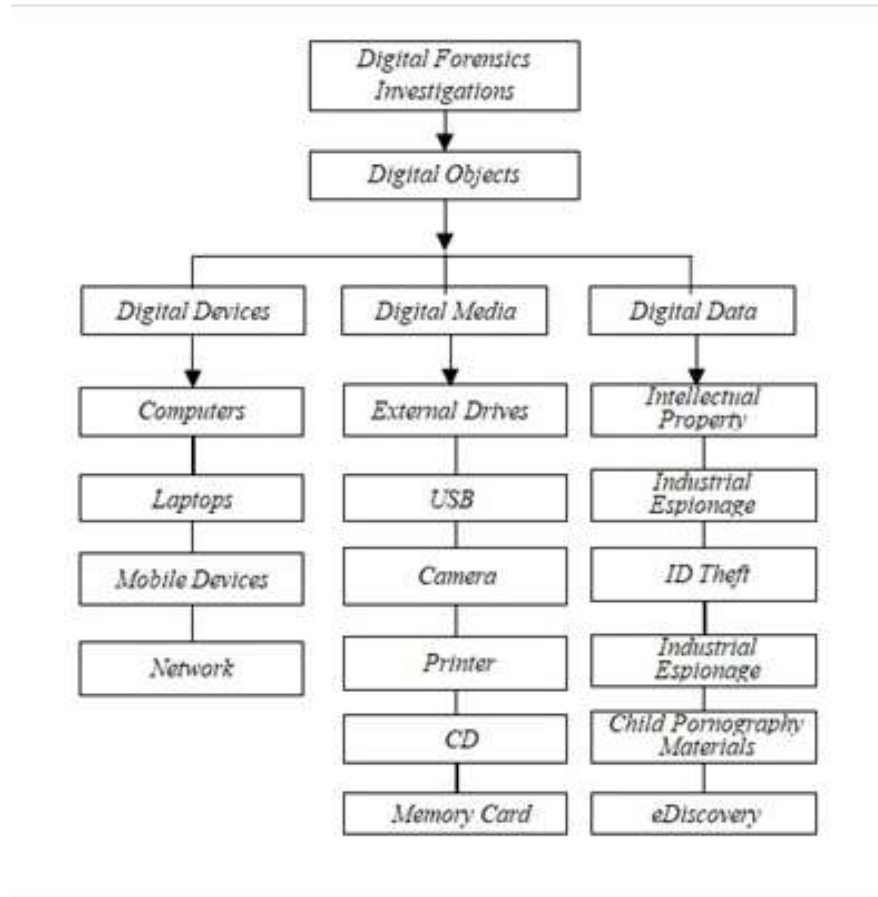 Digital Forensics
Investigations
Digital Objects
Digital Devices
Digital Media
Digital Data
Computers
External Drives
Intellectual
Property
Laptops
USB
Industrial
Espionage
Mobile Devices
Camera
ID Theft
Network
Printer
Industrial
Espionage
CD
Child Pornography
Materials
Memory Card
eDiscovery